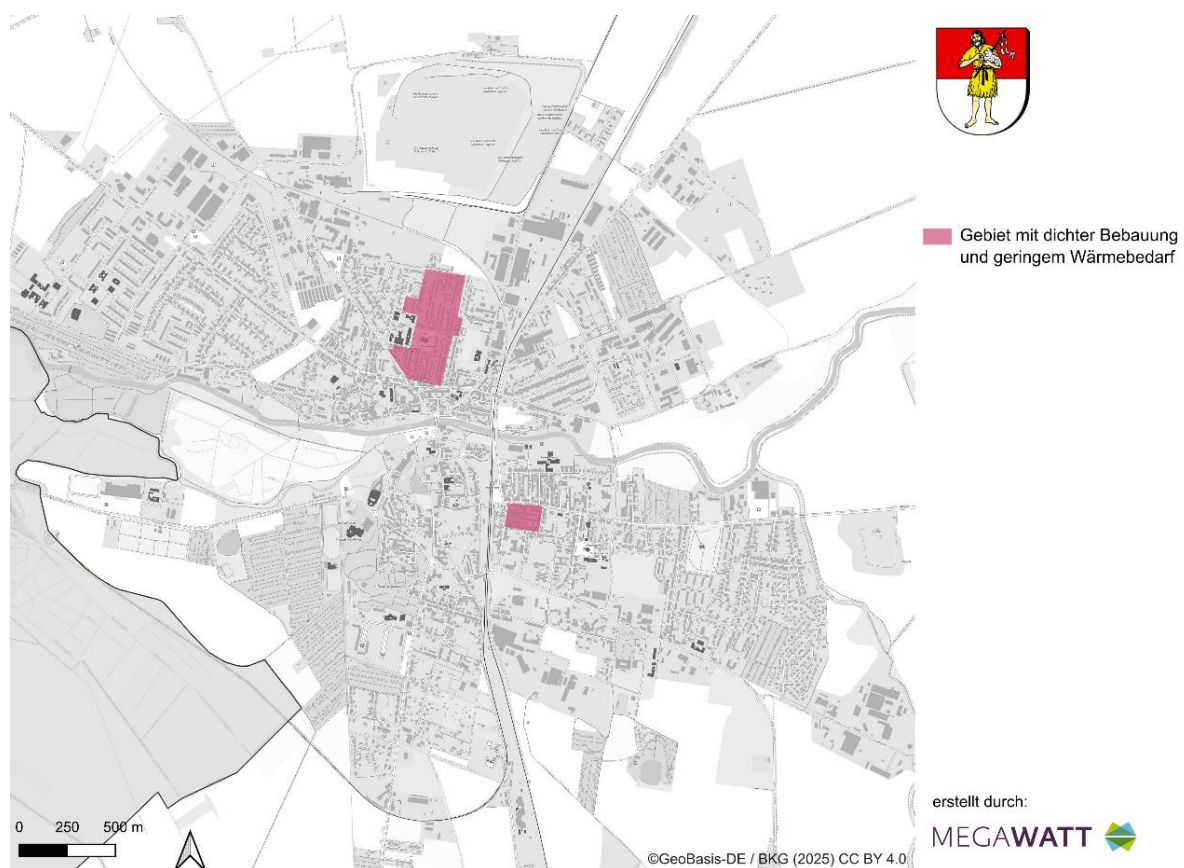 Gebiet mit dichter Bebauung
und geringem Wärmebedarf
0 250 500 m
erstellt durch:
MEGAWATT
©GeoBasis-DE / BKG (2025) CC BY 4.0